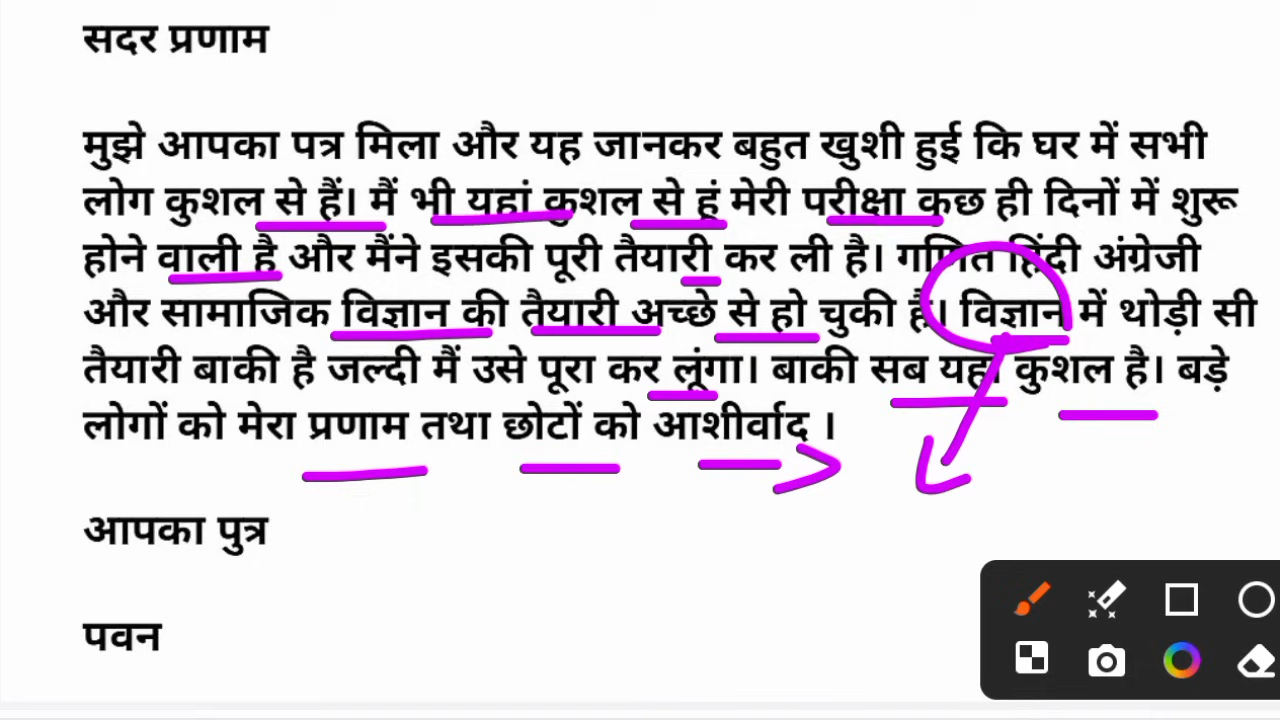 सदर प्रणाम
मुझे आपका पत्र मिला और यह जानकर बहुत खुशी हुई कि घर में सभी
लोग कुशल से हैं। मैं भी यहां कुशल से हूं मेरी परीक्षा कुछ ही दिनों में शुरू
होने वाली है और मैंने इसकी पूरी तैयारी कर ली है। गणित हिंदी अंग्रेजी
और सामाजिक विज्ञान की तैयारी अच्छे से हो चुकी है। विज्ञान में थोड़ी सी
तैयारी बाकी है जल्दी मैं उसे पूरा कर लूंगा। बाकी सब यहां कुशल है। बड़े
लोगों को मेरा प्रणाम तथा छोटों को आशीर्वाद ।
आपका पुत्र
पवन